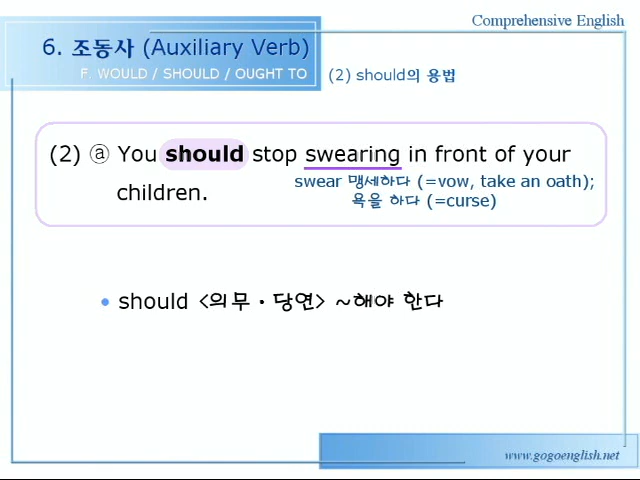 Comprehensive English
6. 조동사 (Auxiliary Verb)
F. WOULD / SHOULD / OUGHT TO
(2) should의 용법
(2) ⓐ You should stop swearing in front of your
children.
swear 맹세하다 (=vow, take an oath);
욕을 하다 (=curse)
• should <의무・당연> ~해야 한다
www.gogoenglish.net